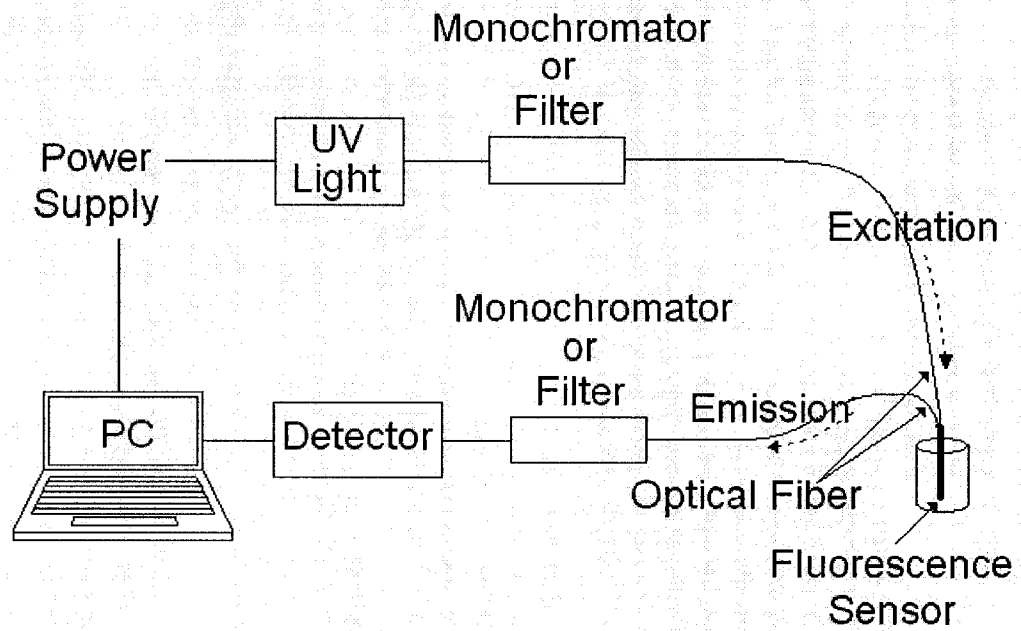 Monochromator
or
Filter
Power
Supply
UV
Light
Excitation
Monochromator
or
Filter
PC
Detector
Emission
Optical Fiber
Fluorescence
Sensor